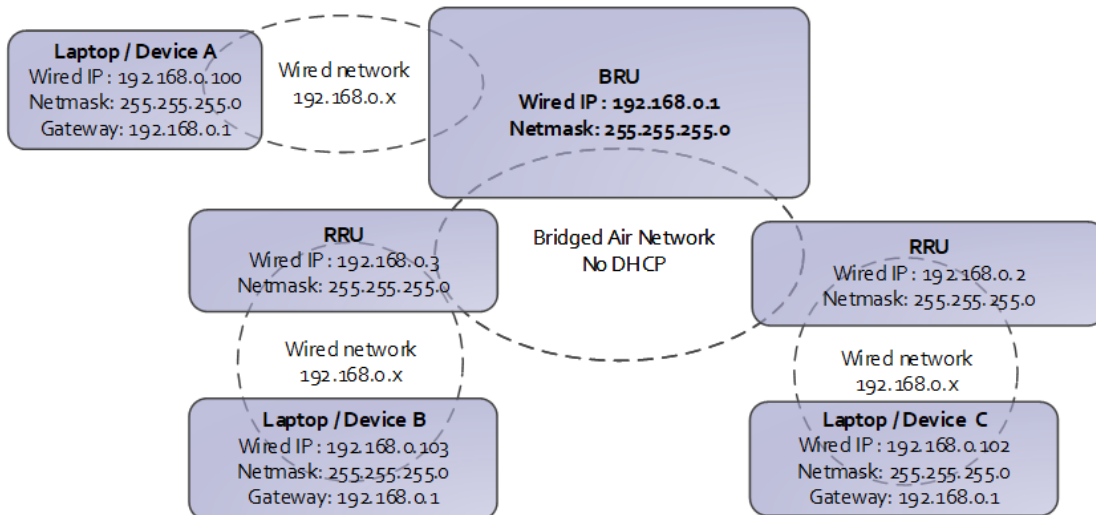 Laptop / Device A
Wired IP : 192.168.0.100
Netmask: 255.255.255.0
Gateway: 192.168.0.1
Wired network
192.168.0.x
BRU
Wired IP : 192.168.0.1
Netmask: 255.255.255.0
RRU
Wired IP : 192.168.0.3
Netmask: 255.255.255.0
Bridged Air Network
No DHCP
RRU
Wired IP : 192.168.0.2
Netmask: 255.255.255.0
Wired network
192.168.0.x
Wired network
192.168.0.x
Laptop / Device B
Wired IP : 192.168.0.103
Netmask: 255.255.255.0
Gateway: 192.168.0.1
Laptop / Device C
Wired IP : 192.168.0.102
Netmask: 255.255.255.0
Gateway: 192.168.0.1